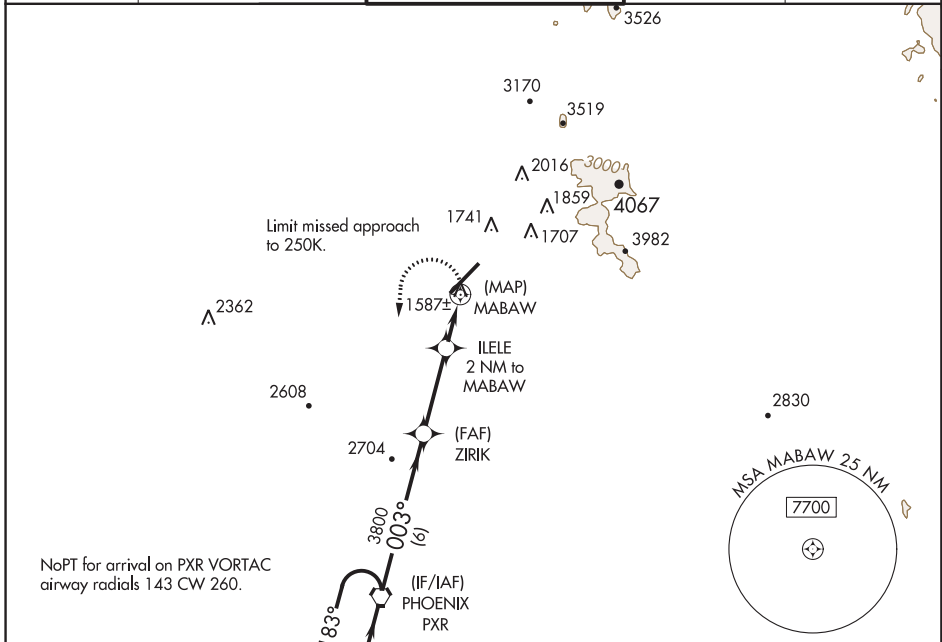 3526
3170
3519
2016
3000
1859
4067
1741
1707
3982
Limit missed approach
to 250K.
(MAP)
MABAW
1587±
2362
ILELE
2 NM to
MABAW
2608
2830
(FAF)
ZIRIK
2704
MSA MABAW 25 NM
7700
3800
003°
(6)
NoPT for arrival on PXR VORTAC
airway radials 143 CW 260.
(IF/IAF)
PHOENIX
PXR